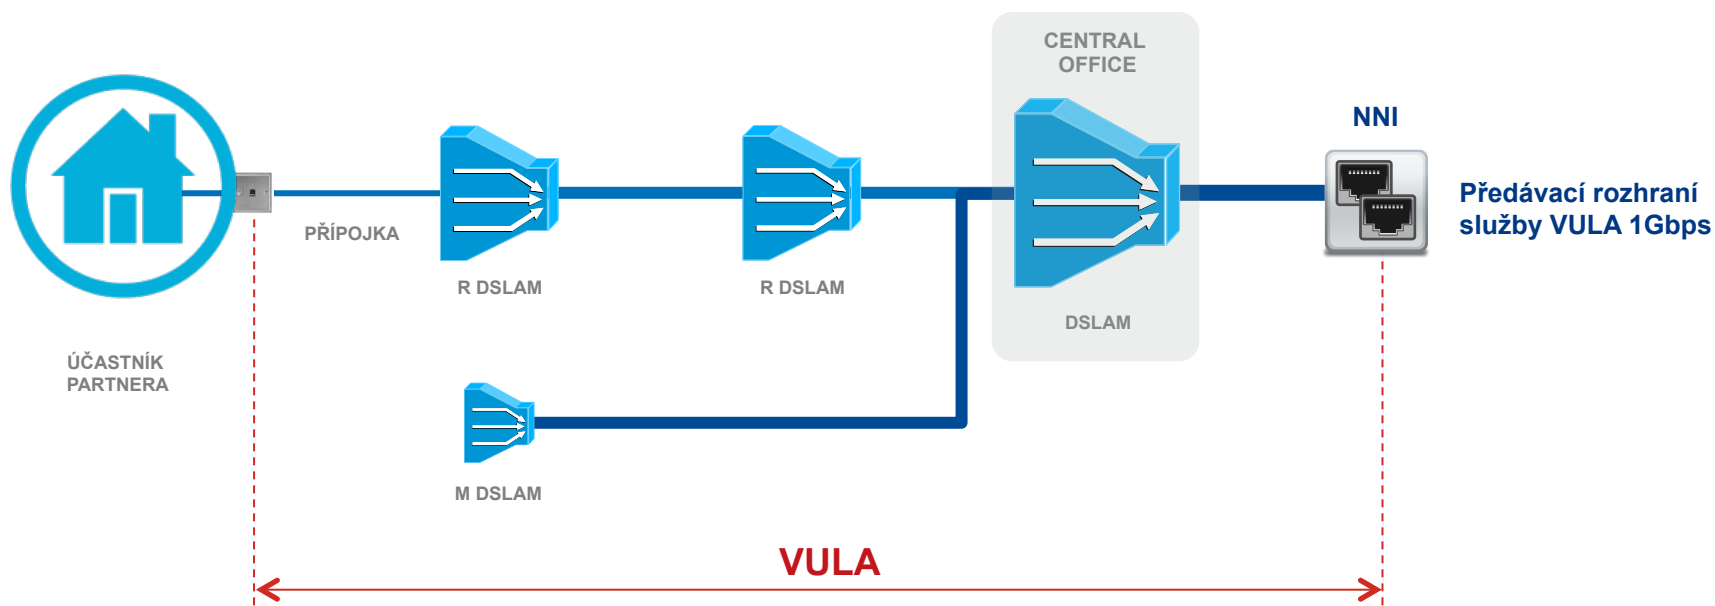 CENTRAL
OFFICE
NNI
Předávací rozhraní
služby VULA 1Gbps
PŘÍPOJKA
R DSLAM
R DSLAM
DSLAM
ÚČASTNÍK
PARTNERA
M DSLAM
VULA